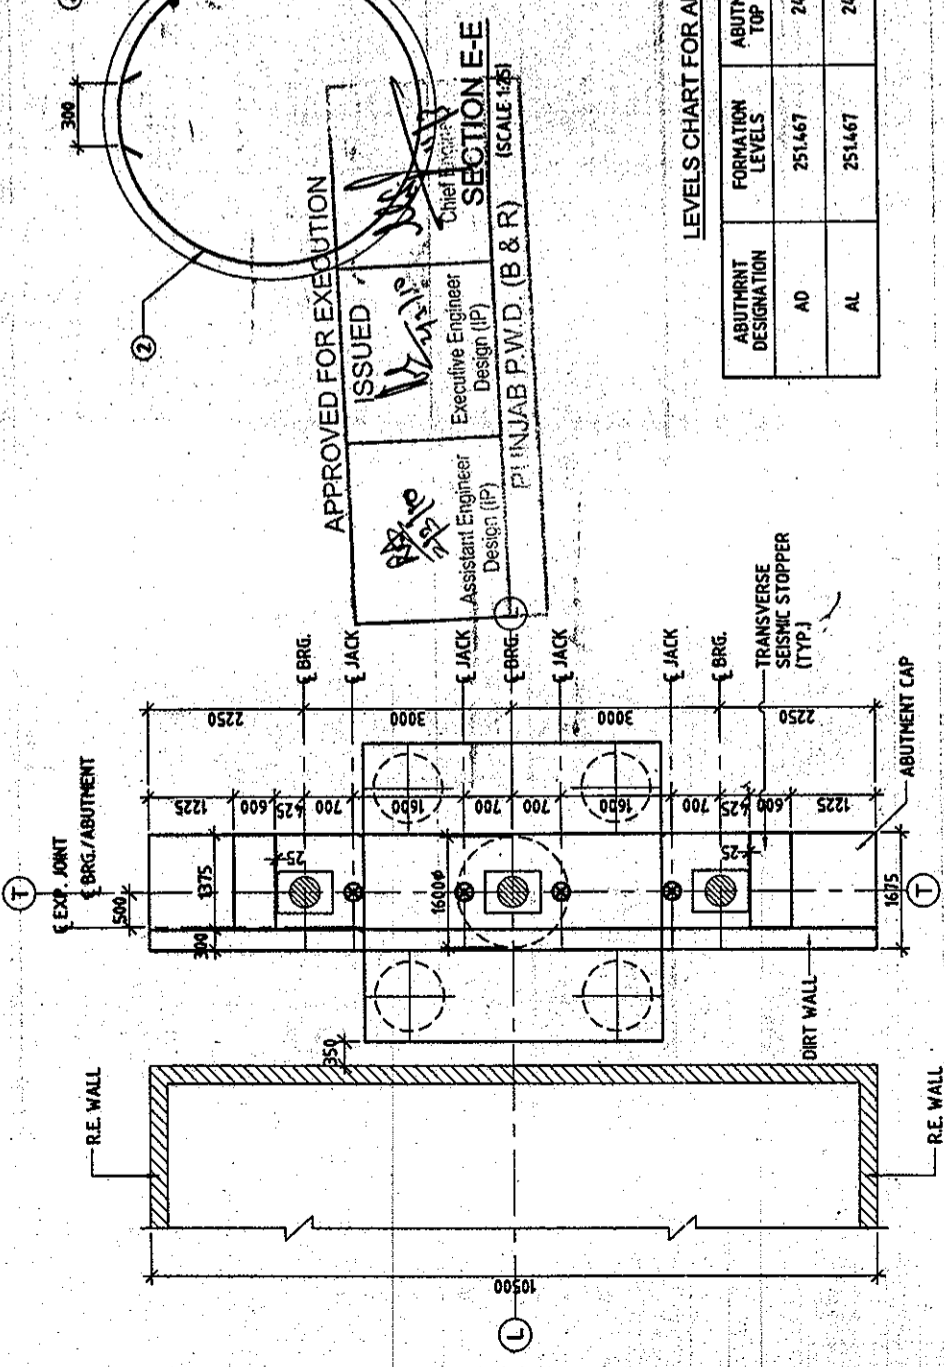 300
2
APPROVED FOR EXECUTION
ISSUED
Assistant Engineer
Design (IP)
Executive Engineer
Design (IP)
Chief
PUNJAB P.W.D. (B & R)
SECTION E-E
(SCALE 1:25)
LEVELS CHART FOR
ABUTMRNT
DESIGNATION
FORMATION
LEVELS
TOP
AD
251.467
AL
251.467
T
℄ EXP. JOINT
℄ BRG./ABUTMENT
500
300
1375
1600ϕ
1675
350
25
25
1225
600
425
700
1600
700
700
1600
700
425
600
1225
2250
3000
3000
2250
℄ BRG.
℄ JACK
℄ JACK
℄ BRG.
L
℄ JACK
℄ JACK
℄ BRG.
TRANSVERSE
SEISMIC STOPPER
(TYP.)
ABUTMENT CAP
DIRT WALL
T
R.E. WALL
R.E. WALL
10500
L